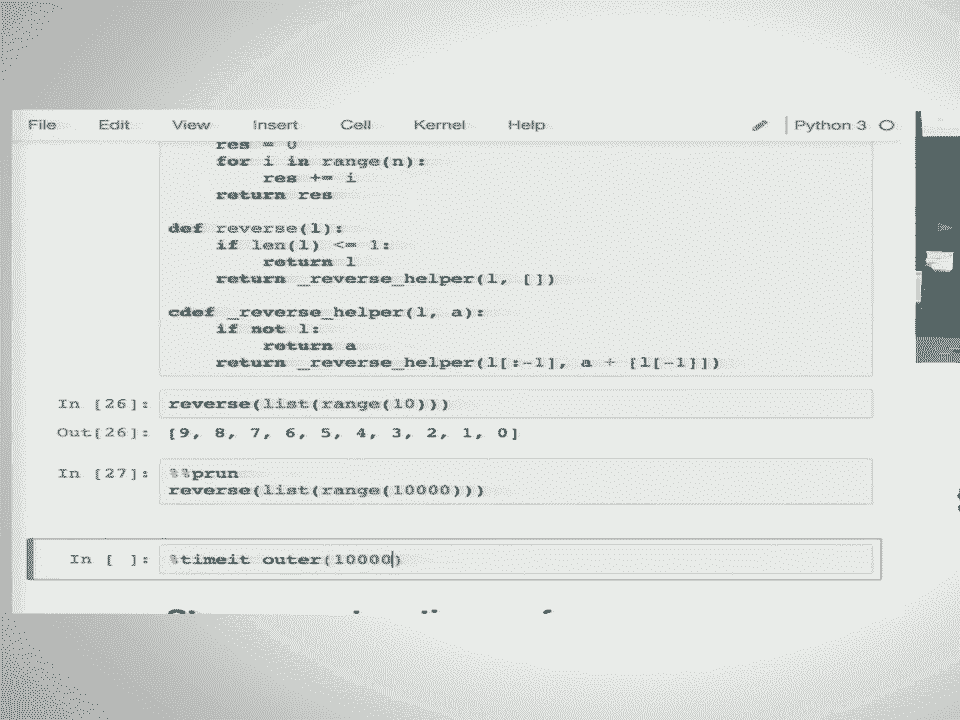 File Edit View Insert Cell Kernel Help Python 3
res = 0
for i in range(n):
res += i
return res
def reverse(l):
if len(l) <= 1:
return l
return _reverse_helper(l, [])
cdef _reverse_helper(l, a):
if not l:
return a
return _reverse_helper(l[:-1], a + [l[-1]])
In [26]: reverse(list(range(10)))
Out[26]: [9, 8, 7, 6, 5, 4, 3, 2, 1, 0]
In [27]: %%prun
reverse(list(range(10000)))
In [ ]: %timeit outer(10000)